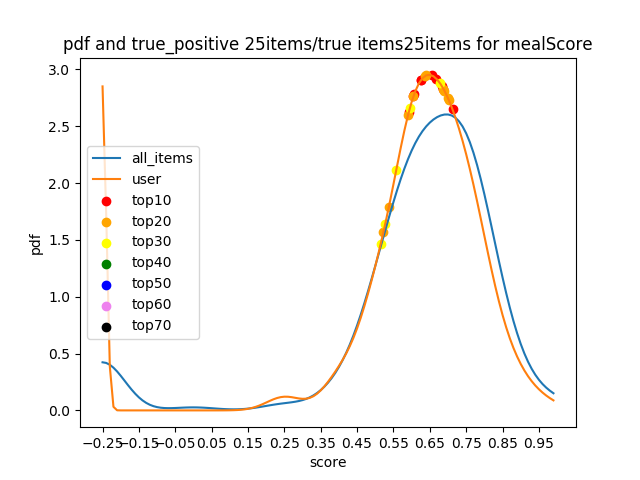 pdf and true_positive 25items/true items25items for mealScore
3.0
2.5
2.0
1.5
1.0
0.5
0.0
pdf
all_items
user
top10
top20
top30
top40
top50
top60
top70
−0.25 −0.15 −0.05 0.05 0.15 0.25 0.35 0.45 0.55 0.65 0.75 0.85 0.95
score